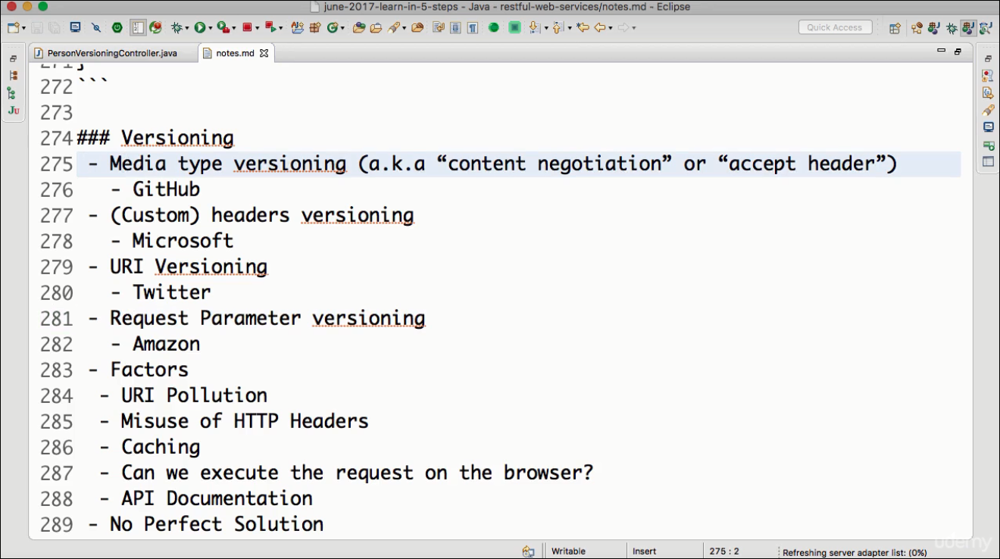 june-2017-learn-in-5-steps - Java - restful-web-services/notes.md - Eclipse
Quick Access
PersonVersioningController.java
notes.md
Ju
271 }
272 ```
273
274 ### Versioning
275 - Media type versioning (a.k.a “content negotiation” or “accept header”)
276 - GitHub
277 - (Custom) headers versioning
278 - Microsoft
279 - URI Versioning
280 - Twitter
281 - Request Parameter versioning
282 - Amazon
283 - Factors
284 - URI Pollution
285 - Misuse of HTTP Headers
286 - Caching
287 - Can we execute the request on the browser?
288 - API Documentation
289 - No Perfect Solution
udemy
Writable
Insert
275 : 2
Refreshing server adapter list: (0%)